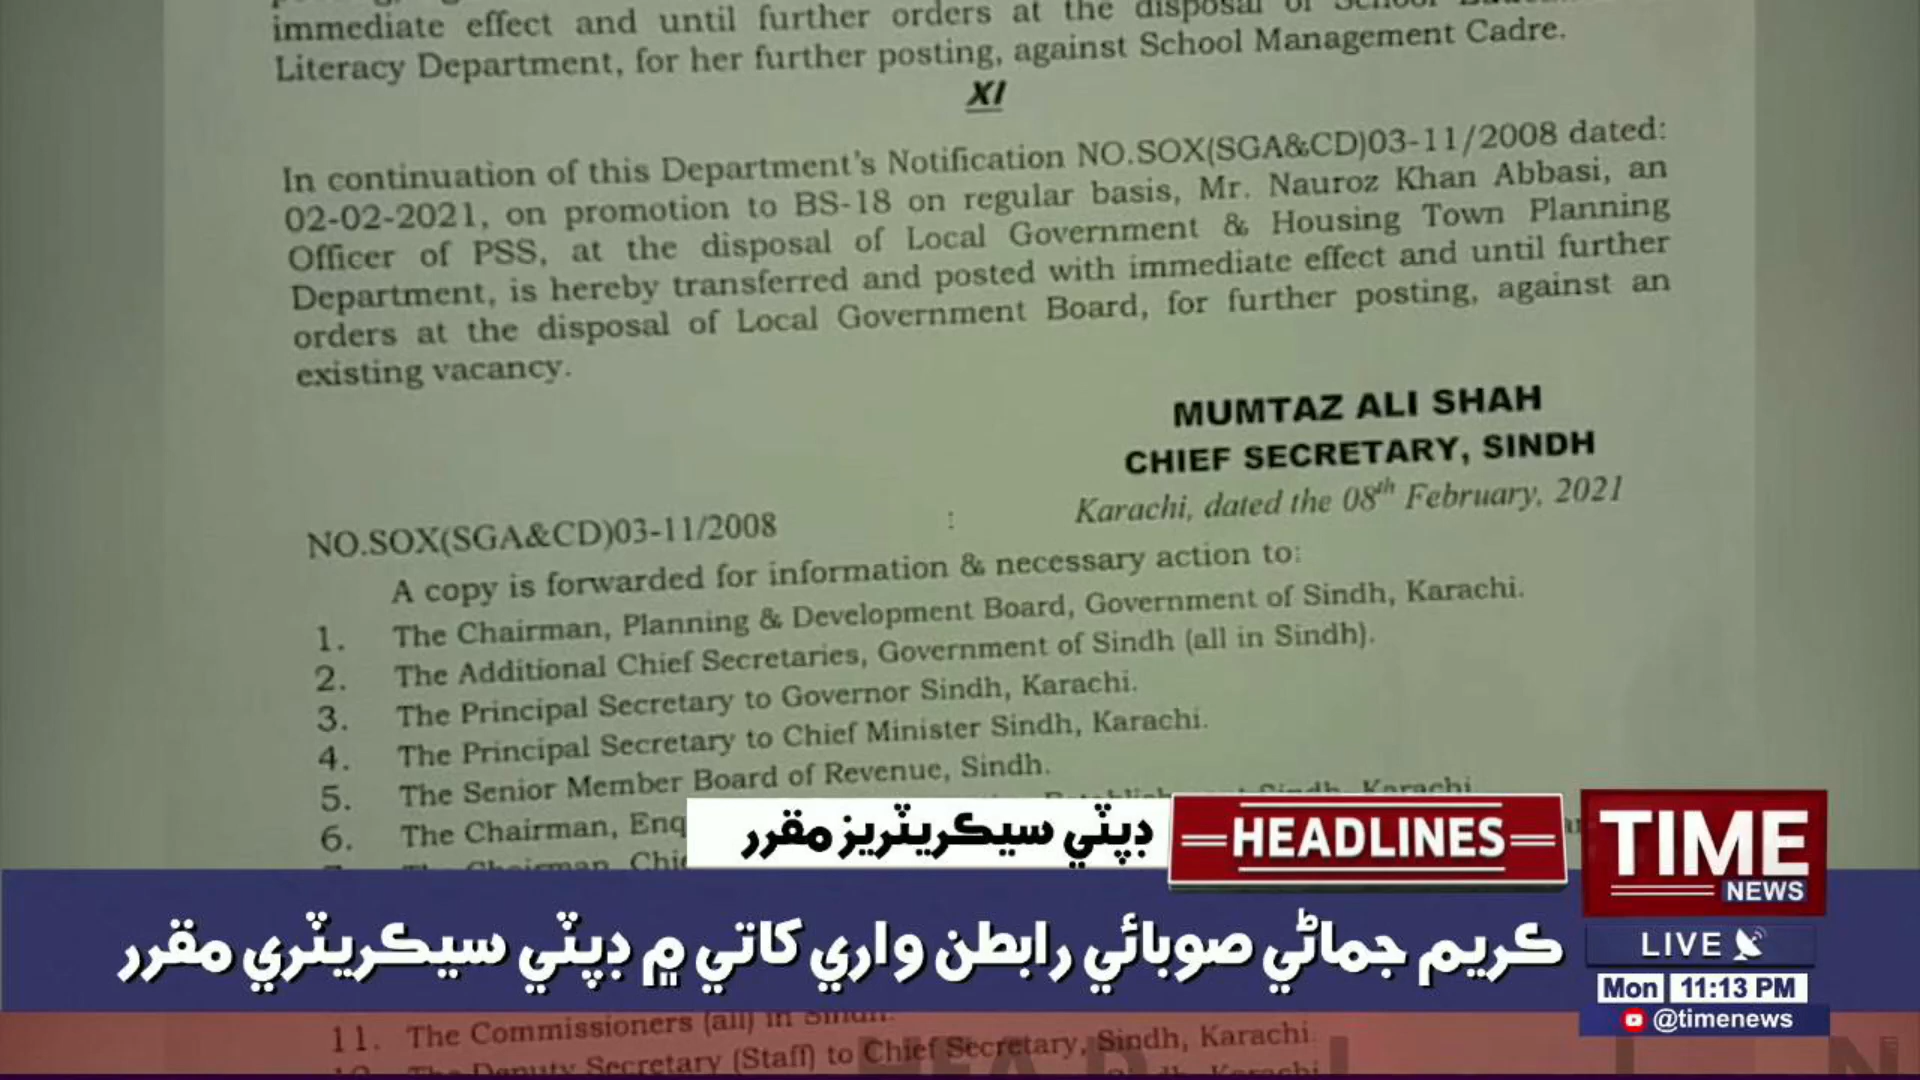 immediate effect and until further orders at the disposal of School
Literacy Department, for her further posting, against School Management Cadre.
XI
In continuation of this Department's Notification NO.SOX(SGA&CD)03-11/2008 dated:
02-02-2021, on promotion to BS-18 on regular basis, Mr. Nauroz Khan Abbasi, an
Officer of PSS, at the disposal of Local Government & Housing Town Planning
Department, is hereby transferred and posted with immediate effect and until further
orders at the disposal of Local Government Board, for further posting, against an
existing vacancy.
MUMTAZ ALI SHAH
CHIEF SECRETARY, SINDH
Karachi, dated the 08th February, 2021
NO.SOX(SGA&CD)03-11/2008 :
A copy is forwarded for information & necessary action to:
1. The Chairman, Planning & Development Board, Government of Sindh, Karachi.
2. The Additional Chief Secretaries, Government of Sindh (all in Sindh).
3. The Principal Secretary to Governor Sindh, Karachi.
4. The Principal Secretary to Chief Minister Sindh, Karachi.
5. The Senior Member Board of Revenue, Sindh.
6. The Chairman, Sindh, Karachi
The Chairman,
ڊپٽي سيڪريٽريز مقرر
HEADLINES
TIME
NEWS
ڪريم جماڻي صوبائي رابطن واري کاتي ۾ ڊپٽي سيڪريٽري مقرر
LIVE
Mon 11:13 PM
@timenews
11. The Commissioners (all) in Sindh.
The Deputy Secretary (Staff) to Chief Secretary, Sindh, Karachi.